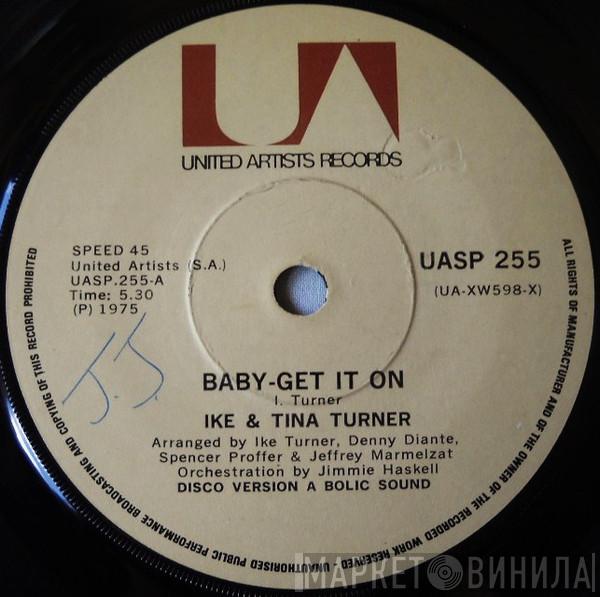 UA
UNITED ARTISTS RECORDS
SPEED 45
United Artists (S.A.)
UASP.255-A
Time: 5.30
(P) 1975
UASP 255
(UA-XW598-X)
J.J.
BABY-GET IT ON
I. Turner
IKE & TINA TURNER
Arranged by Ike Turner, Denny Diante,
Spencer Proffer & Jeffrey Marmelzat
Orchestration by Jimmie Haskell
DISCO VERSION A BOLIC SOUND
ALL RIGHTS OF MANUFACTURER AND OF THE OWNER OF THE RECORDED WORK RESERVED - UNAUTHORISED PUBLIC PERFORMANCE BROADCASTING AND COPYING OF THIS RECORD PROHIBITED
МАРКЕТ ВИНИЛА